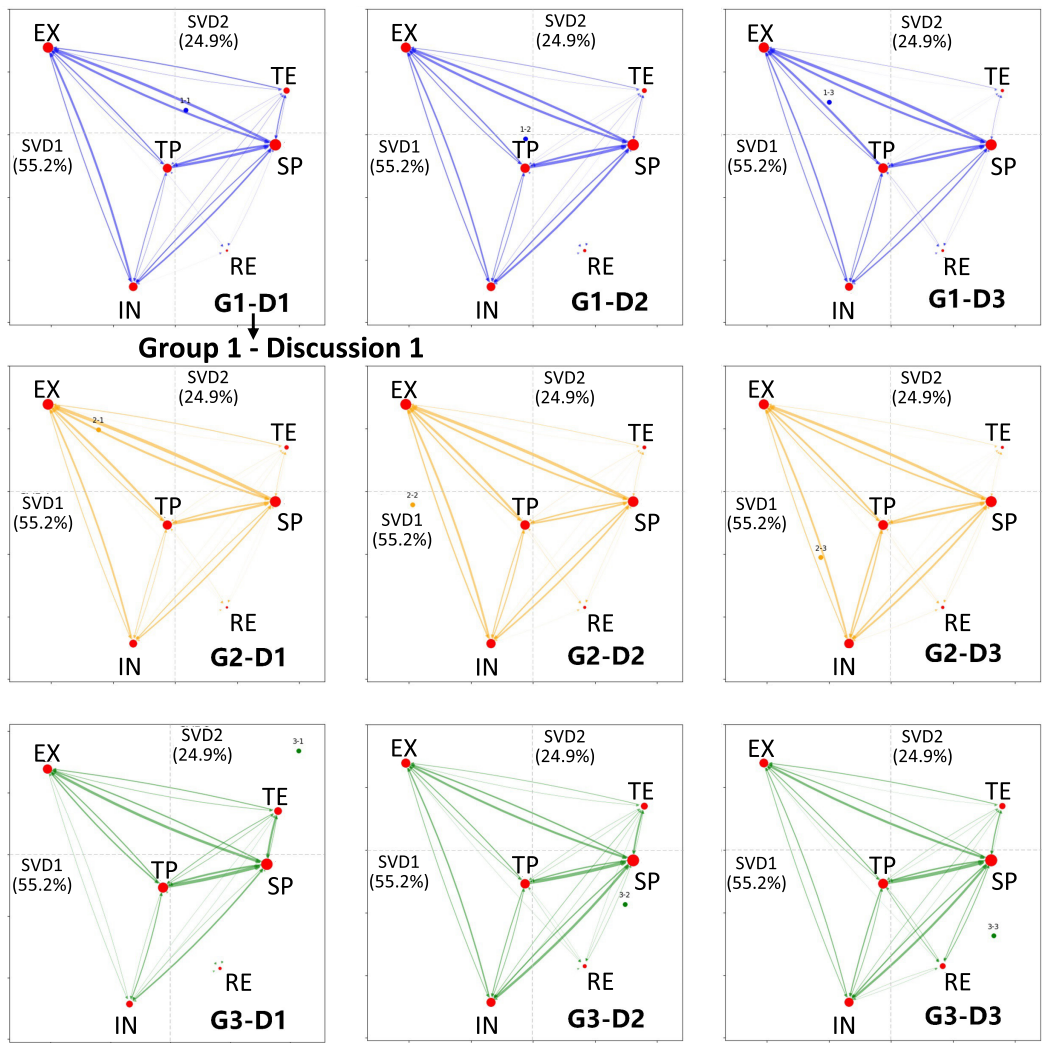 EX
SVD2
(24.9%)
TE
1-1
SVD1
(55.2%)
TP
SP
RE
IN
G1-D1
EX
SVD2
(24.9%)
TE
1-2
SVD1
(55.2%)
TP
SP
RE
IN
G1-D2
EX
SVD2
(24.9%)
TE
1-3
SVD1
(55.2%)
TP
SP
RE
IN
G1-D3
Group 1 - Discussion 1
EX
SVD2
(24.9%)
2-1
TE
SVD1
(55.2%)
TP
SP
RE
IN
G2-D1
EX
SVD2
(24.9%)
TE
2-2
SVD1
(55.2%)
TP
SP
RE
IN
G2-D2
EX
SVD2
(24.9%)
TE
SVD1
(55.2%)
TP
SP
2-3
RE
IN
G2-D3
EX
SVD2
(24.9%)
3-1
TE
SVD1
(55.2%)
TP
SP
RE
IN
G3-D1
EX
SVD2
(24.9%)
TE
SVD1
(55.2%)
TP
SP
3-2
RE
IN
G3-D2
EX
SVD2
(24.9%)
TE
SVD1
(55.2%)
TP
SP
3-3
RE
IN
G3-D3